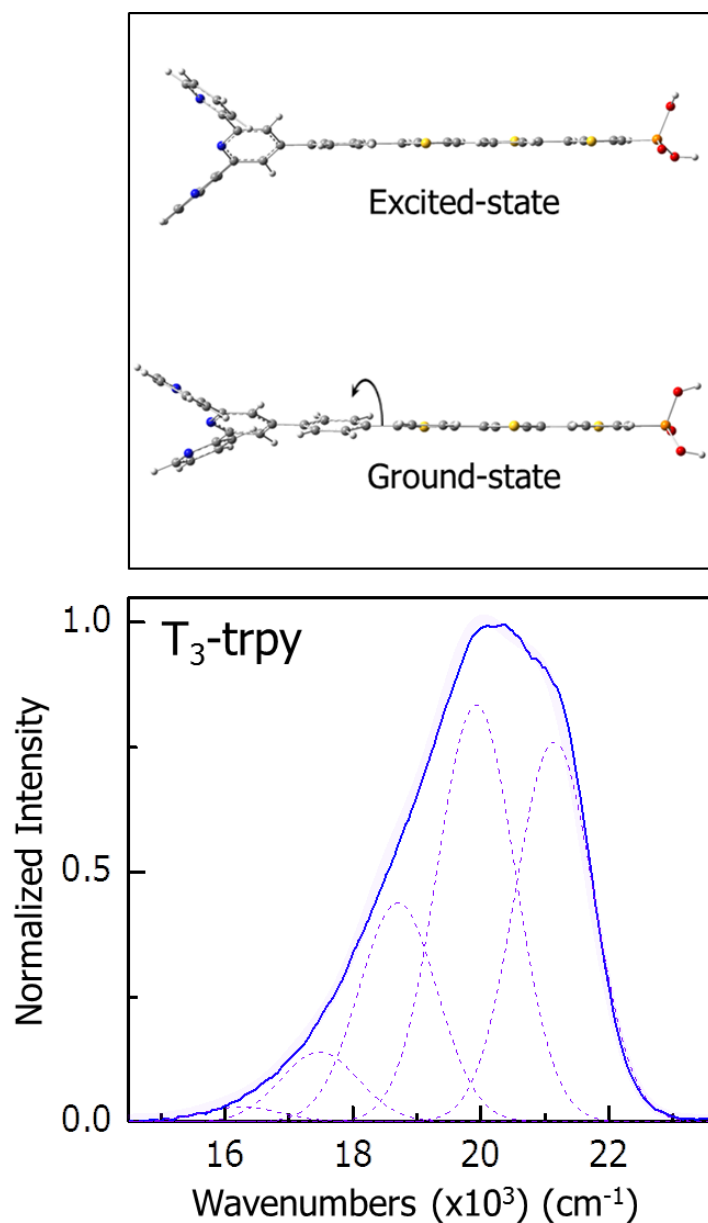 Excited-state
Ground-state
T₃-trpy
1.0
0.5
0.0
Normalized Intensity
16 18 20 22
Wavenumbers (x10³) (cm⁻¹)